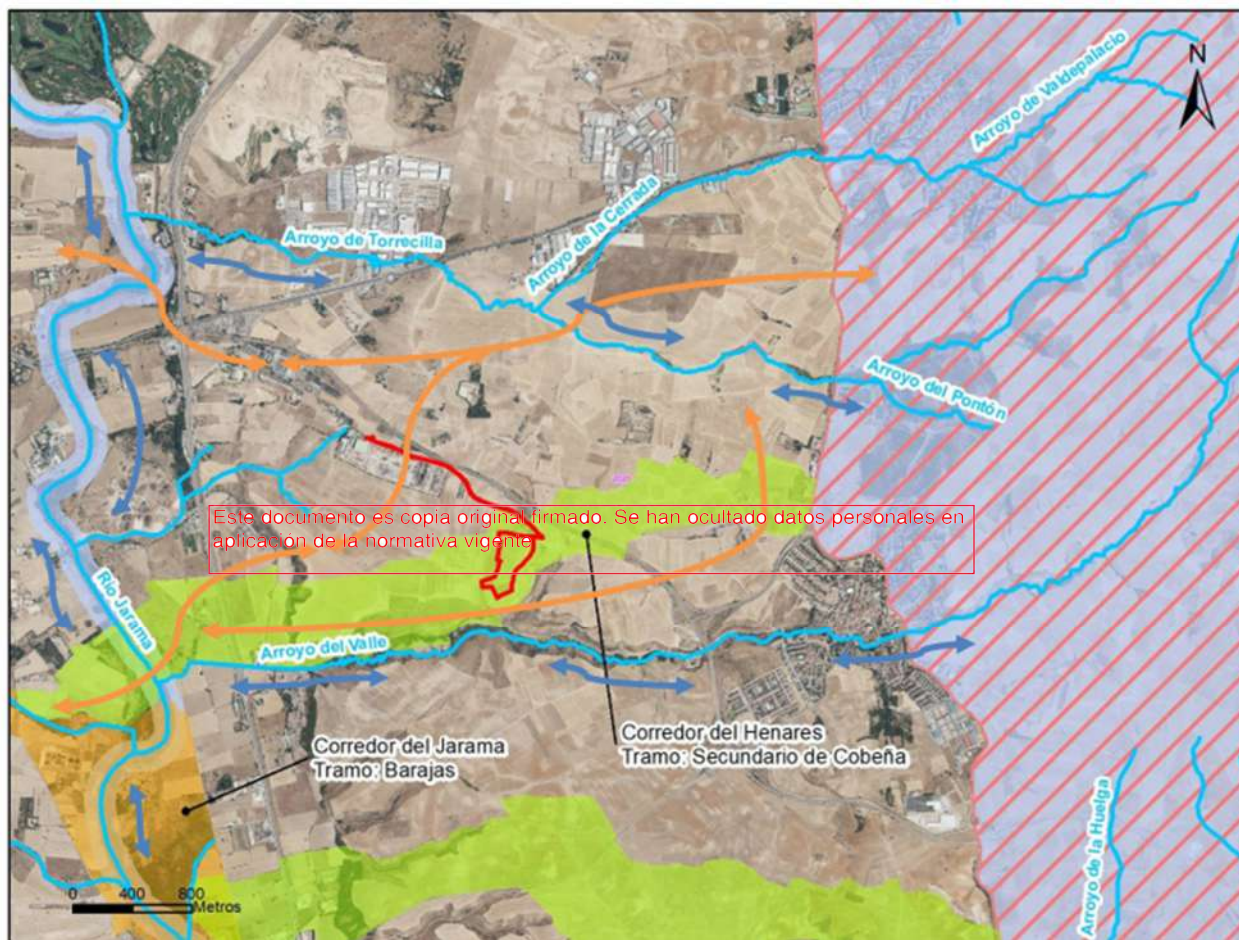 N
Arroyo de Valdepalacio
Arroyo de la Cerrada
Arroyo de Torrecilla
Arroyo del Pontón
Este documento es copia original firmado. Se han ocultado datos personales en
aplicación de la normativa vigente
Río Jarama
Arroyo del Valle
Corredor del Henares
Tramo: Secundario de Cobeña
Corredor del Jarama
Tramo: Barajas
Arroyo de la Huelga
0 400 800
Metros